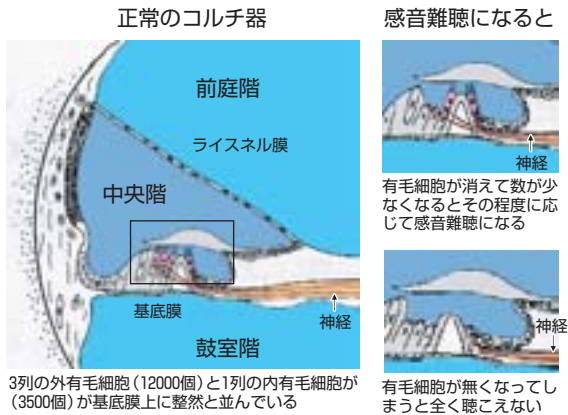 正常のコルチ器
前庭階
ライスネル膜
中央階
基底膜
神経
鼓室階
3列の外有毛細胞(12000個)と1列の内有毛細胞が
(3500個)が基底膜上に整然と並んでいる
感音難聴になると
神経
有毛細胞が消えて数が少
なくなるとその程度に応
じて感音難聴になる
神経
有毛細胞が無くなってし
まうと全く聴こえない